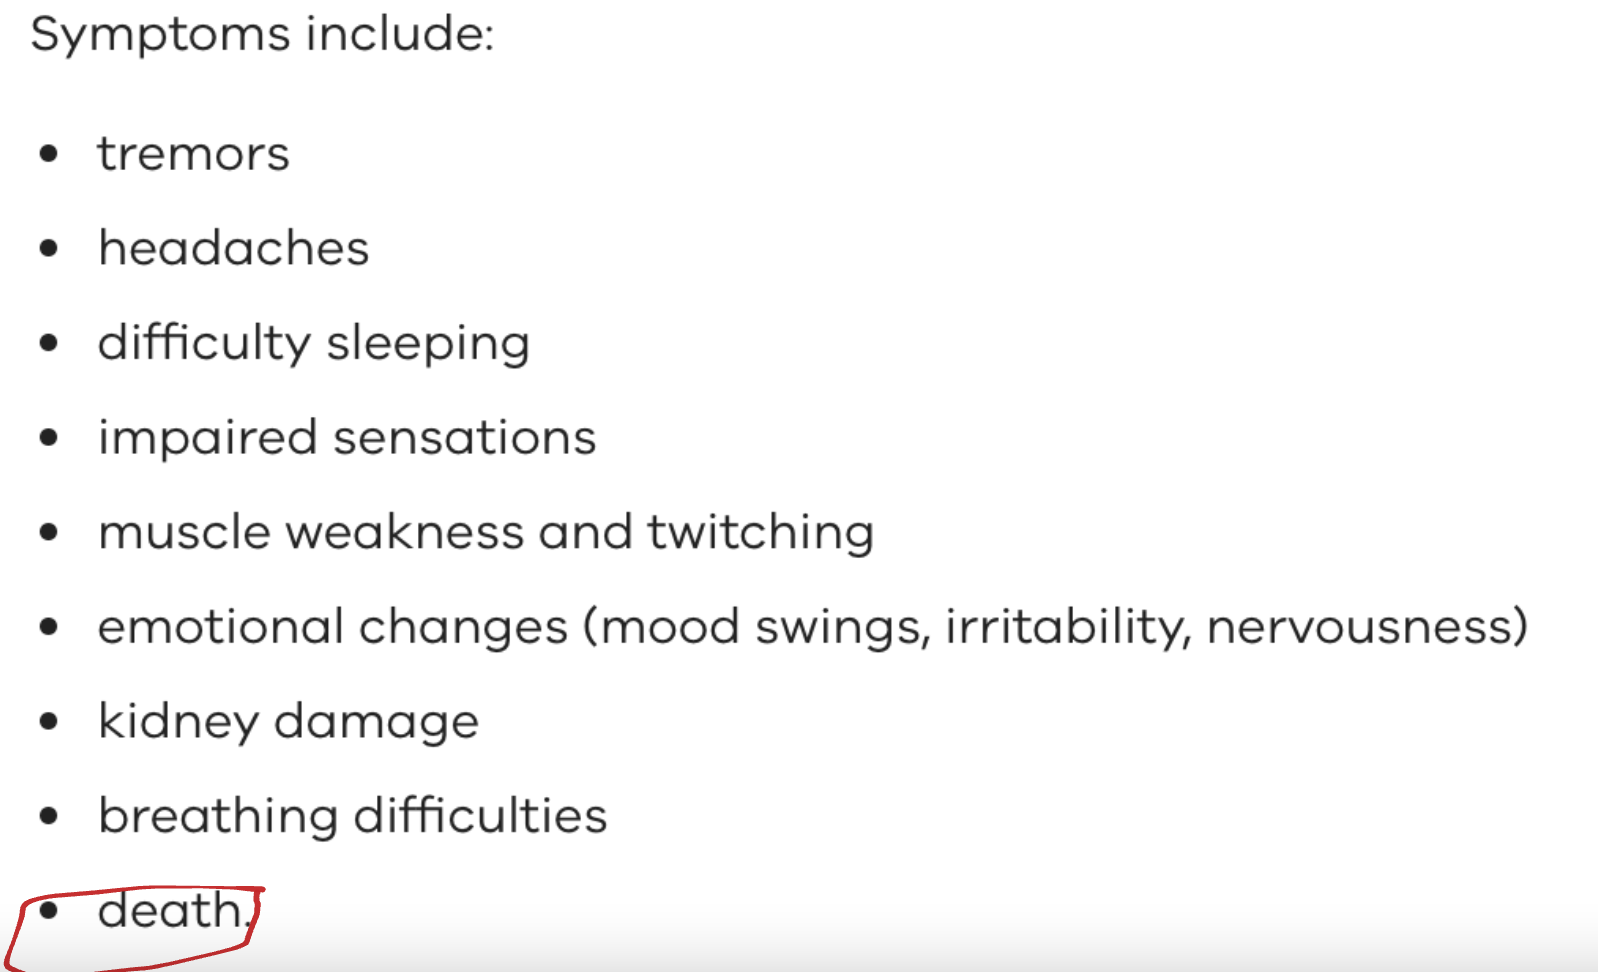 Symptoms include:
• tremors
• headaches
• difficulty sleeping
• impaired sensations
• muscle weakness and twitching
• emotional changes (mood swings, irritability, nervousness)
• kidney damage
• breathing difficulties
• death.